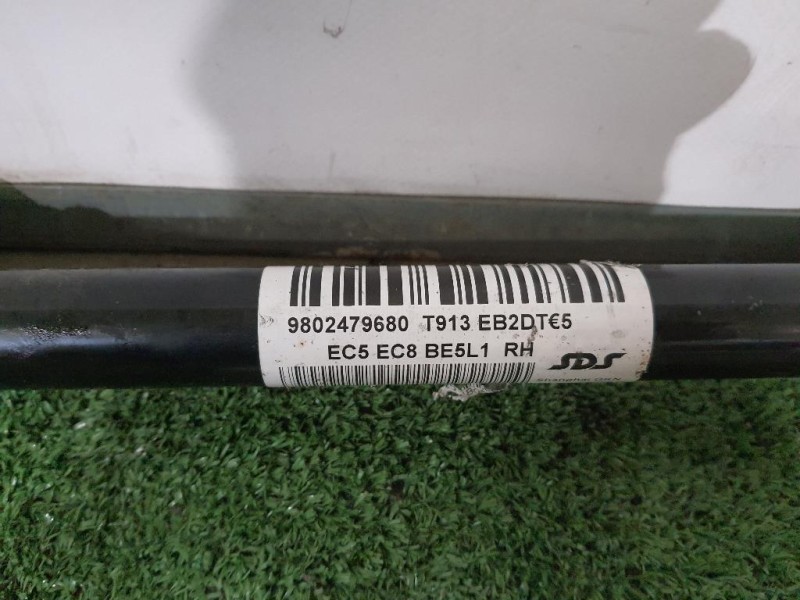 9802479680 T913 EB2DT€5
EC5 EC8 BE5L1 RH SDS